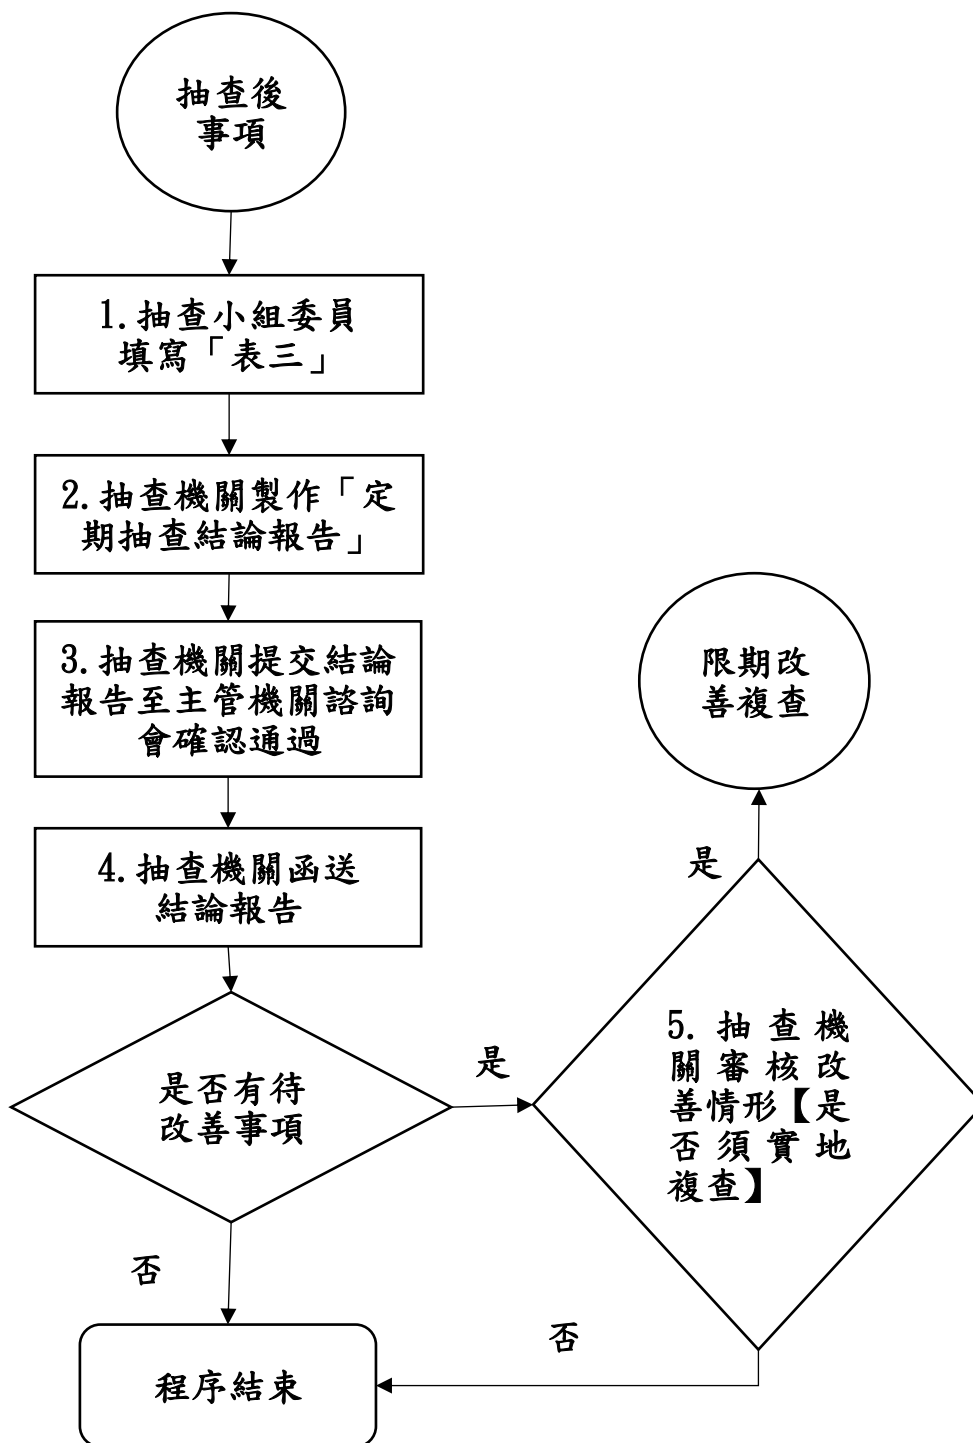 抽查後
事項
1.抽查小組委員
填寫「表三」
2.抽查機關製作「定
期抽查結論報告」
3.抽查機關提交結論
報告至主管機關諮詢
會確認通過
4.抽查機關函送
結論報告
是否有待
改善事項
是
否
5.抽查機
關審核改
善情形【是
否須實地
複查】
是
限期改
善複查
否
程序結束